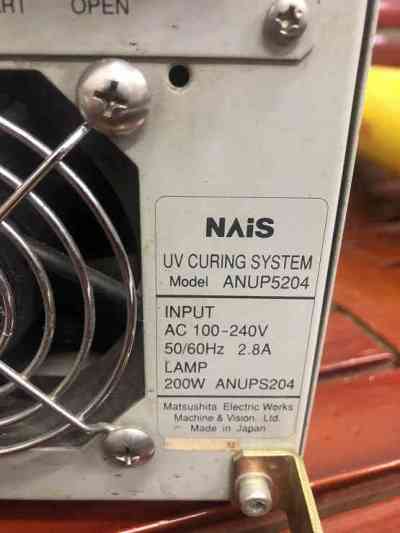 OPEN
NAiS
UV CURING SYSTEM
Model ANUP5204
INPUT
AC 100-240V
50/60Hz 2.8A
LAMP
200W ANUPS204
Matsushita Electric Works
Machine & Vision. Ltd.
Made in Japan